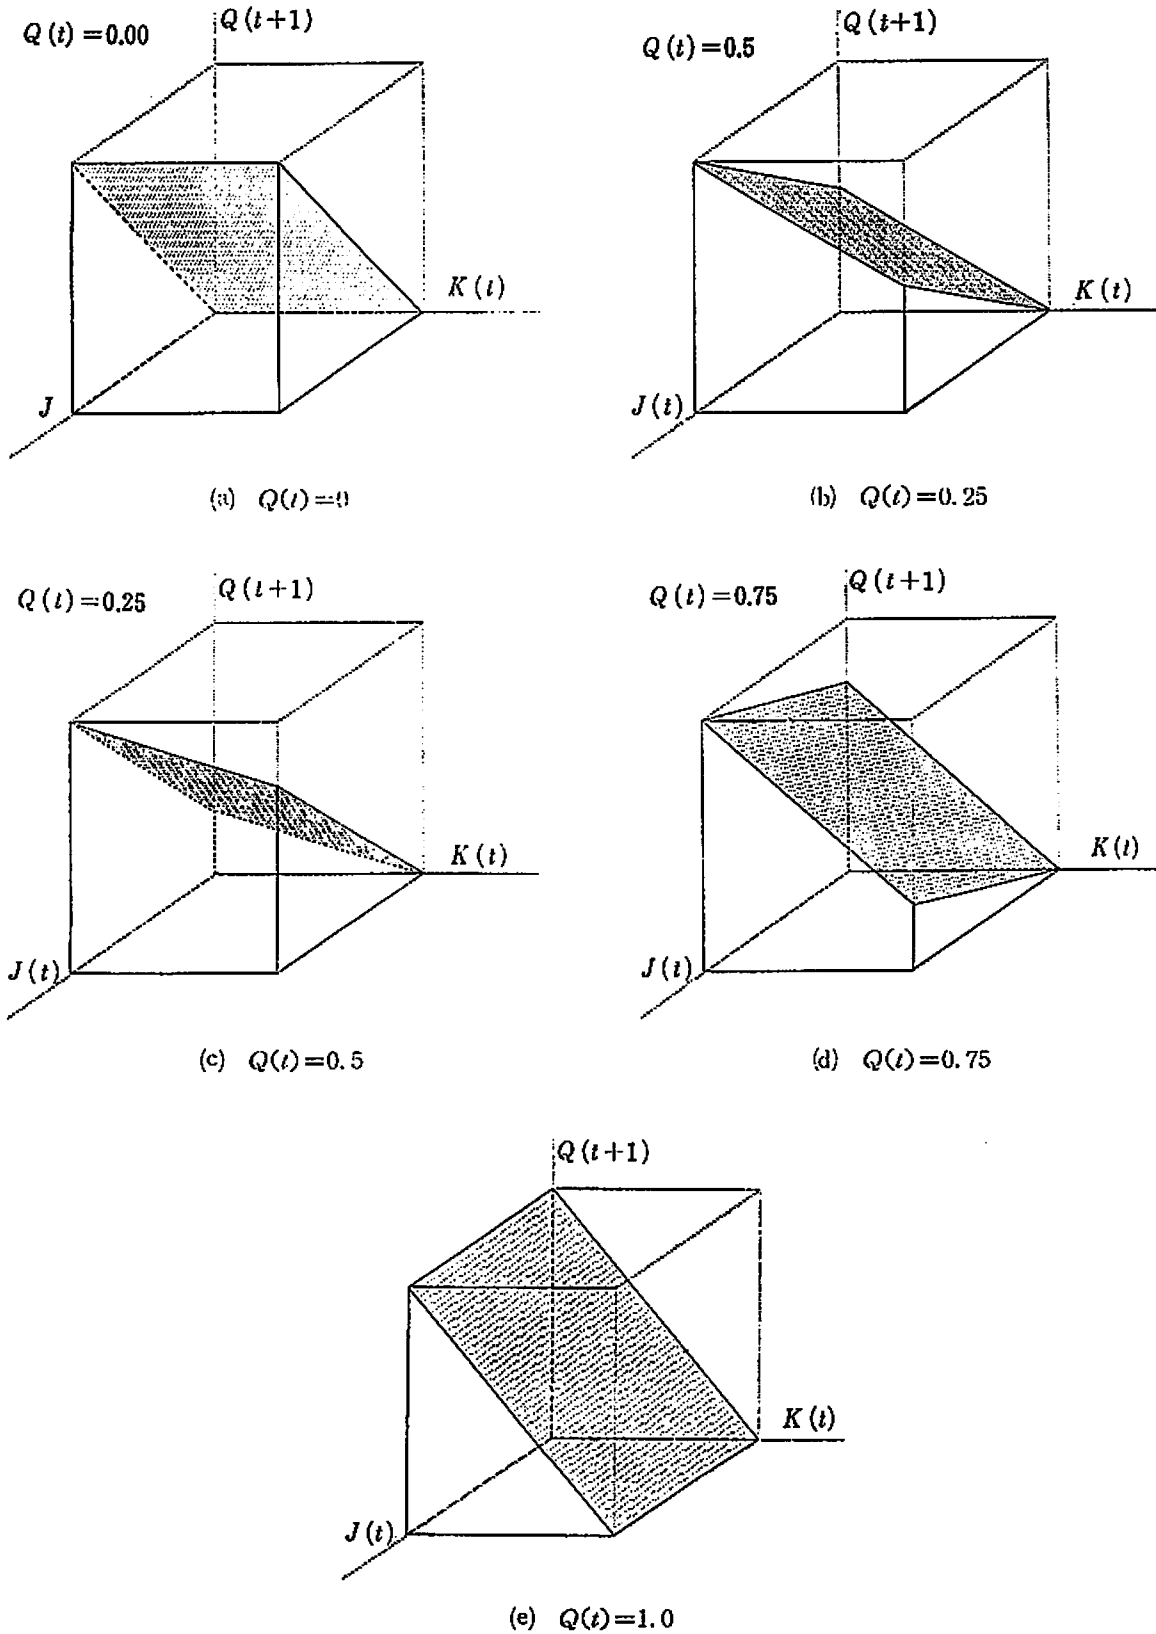 Q(t)=0.00
Q(t+1)
K(t)
J
(a) Q(t)=0
Q(t)=0.5
Q(t+1)
K(t)
J(t)
(b) Q(t)=0.25
Q(t)=0.25
Q(t+1)
K(t)
J(t)
(c) Q(t)=0.5
Q(t)=0.75
Q(t+1)
K(t)
J(t)
(d) Q(t)=0.75
Q(t+1)
K(t)
J(t)
(e) Q(t)=1.0